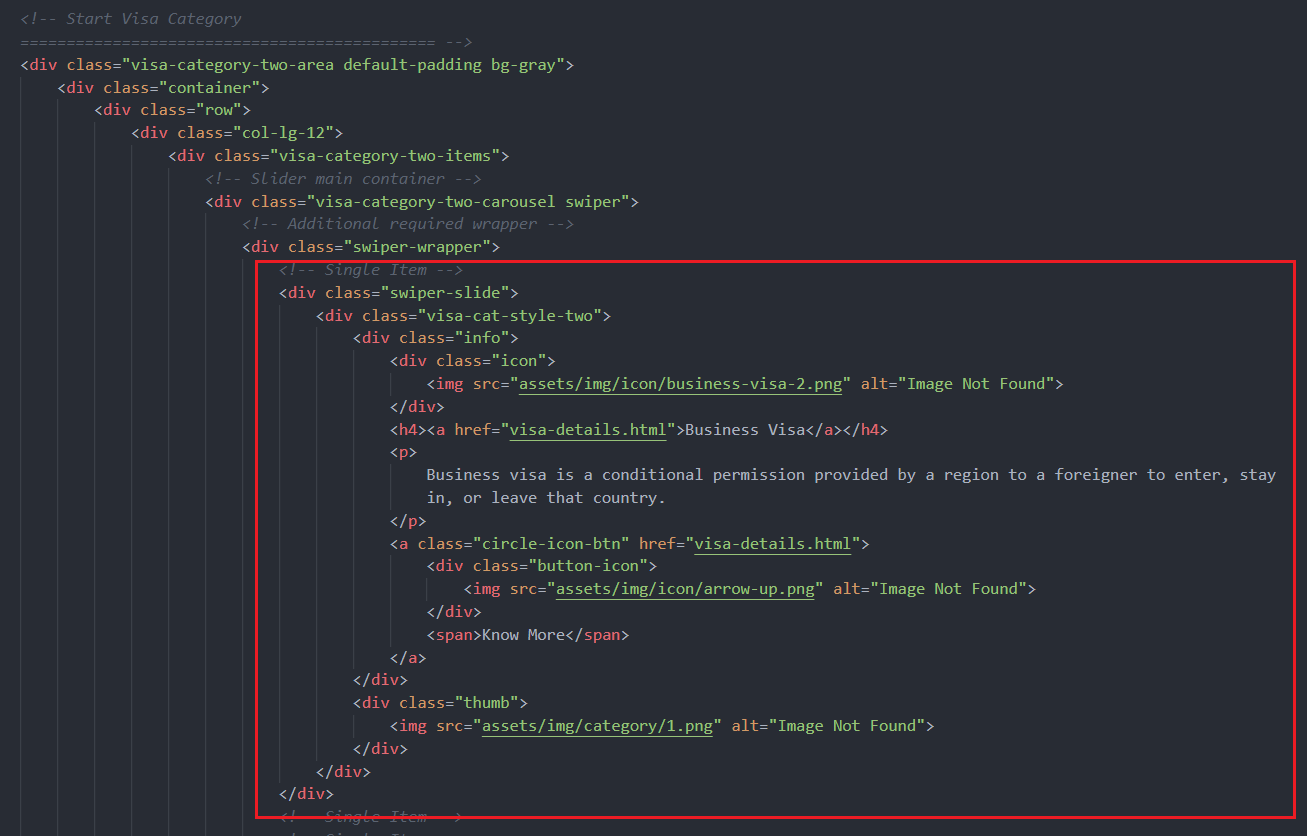 <!-- Start Visa Category
============================================= -->
<div class="visa-category-two-area default-padding bg-gray">
<div class="container">
<div class="row">
<div class="col-lg-12">
<div class="visa-category-two-items">
<!-- Slider main container -->
<div class="visa-category-two-carousel swiper">
<!-- Additional required wrapper -->
<div class="swiper-wrapper">
<!-- Single Item -->
<div class="swiper-slide">
<div class="visa-cat-style-two">
<div class="info">
<div class="icon">
<img src="assets/img/icon/business-visa-2.png" alt="Image Not Found">
</div>
<h4><a href="visa-details.html">Business Visa</a></h4>
<p>
Business visa is a conditional permission provided by a region to a foreigner to enter, stay
in, or leave that country.
</p>
<a class="circle-icon-btn" href="visa-details.html">
<div class="button-icon">
<img src="assets/img/icon/arrow-up.png" alt="Image Not Found">
</div>
<span>Know More</span>
</a>
</div>
<div class="thumb">
<img src="assets/img/category/1.png" alt="Image Not Found">
</div>
</div>
</div>
<!-- Single Item -->